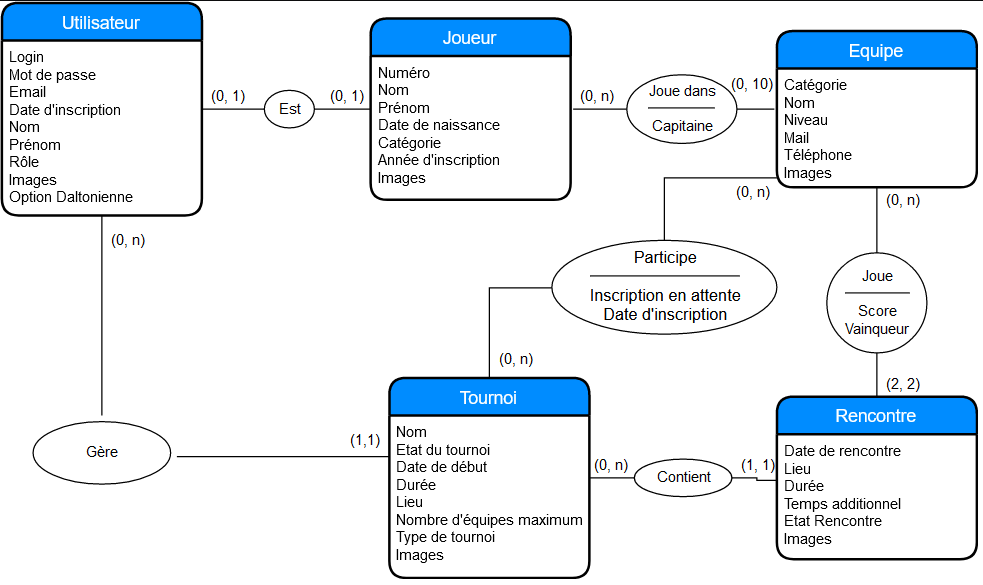 Utilisateur
Login
Mot de passe
Email
Date d'inscription
Nom
Prénom
Rôle
Images
Option Daltonienne
(0, 1)
Est
(0, 1)
Joueur
Numéro
Nom
Prénom
Date de naissance
Catégorie
Année d'inscription
Images
(0, n)
Joue dans
Capitaine
(0, 10)
Equipe
Catégorie
Nom
Niveau
Mail
Téléphone
Images
(0, n)
(0, n)
(0, n)
Participe
Inscription en attente
Date d'inscription
Joue
Score
Vainqueur
(0, n)
(2, 2)
Gère
(1,1)
Tournoi
Nom
Etat du tournoi
Date de début
Durée
Lieu
Nombre d'équipes maximum
Type de tournoi
Images
(0, n)
Contient
(1, 1)
Rencontre
Date de rencontre
Lieu
Durée
Temps additionnel
Etat Rencontre
Images